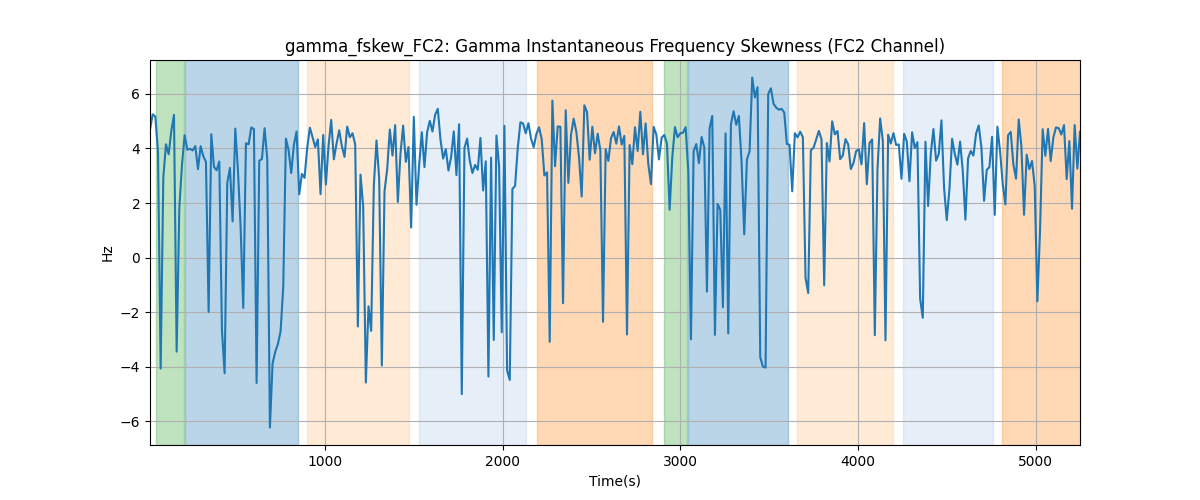 gamma_fskew_FC2: Gamma Instantaneous Frequency Skewness (FC2 Channel)
6
4
2
0
−2
−4
−6
Hz
1000 2000 3000 4000 5000
Time(s)